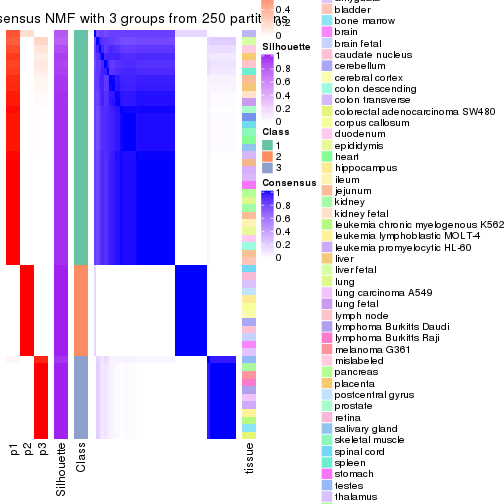 sensus NMF with 3 groups from 250 partitions
0.4
0.2
0
Silhouette
1
0.8
0.6
0.4
0.2
0
Class
1
2
3
Consensus
1
0.8
0.6
0.4
0.2
0
bladder
bone marrow
brain
brain fetal
caudate nucleus
cerebellum
cerebral cortex
colon descending
colon transverse
colorectal adenocarcinoma SW480
corpus callosum
duodenum
epididymis
heart
hippocampus
ileum
jejunum
kidney
kidney fetal
leukemia chronic myelogenous K562
leukemia lymphoblastic MOLT-4
leukemia promyelocytic HL-60
liver
liver fetal
lung
lung carcinoma A549
lung fetal
lymph node
lymphoma Burkitts Daudi
lymphoma Burkitts Raji
melanoma G361
mislabeled
pancreas
placenta
postcentral gyrus
prostate
retina
salivary gland
skeletal muscle
spinal cord
spleen
stomach
testes
thalamus
p1
p2
p3
Silhouette
Class
tissue